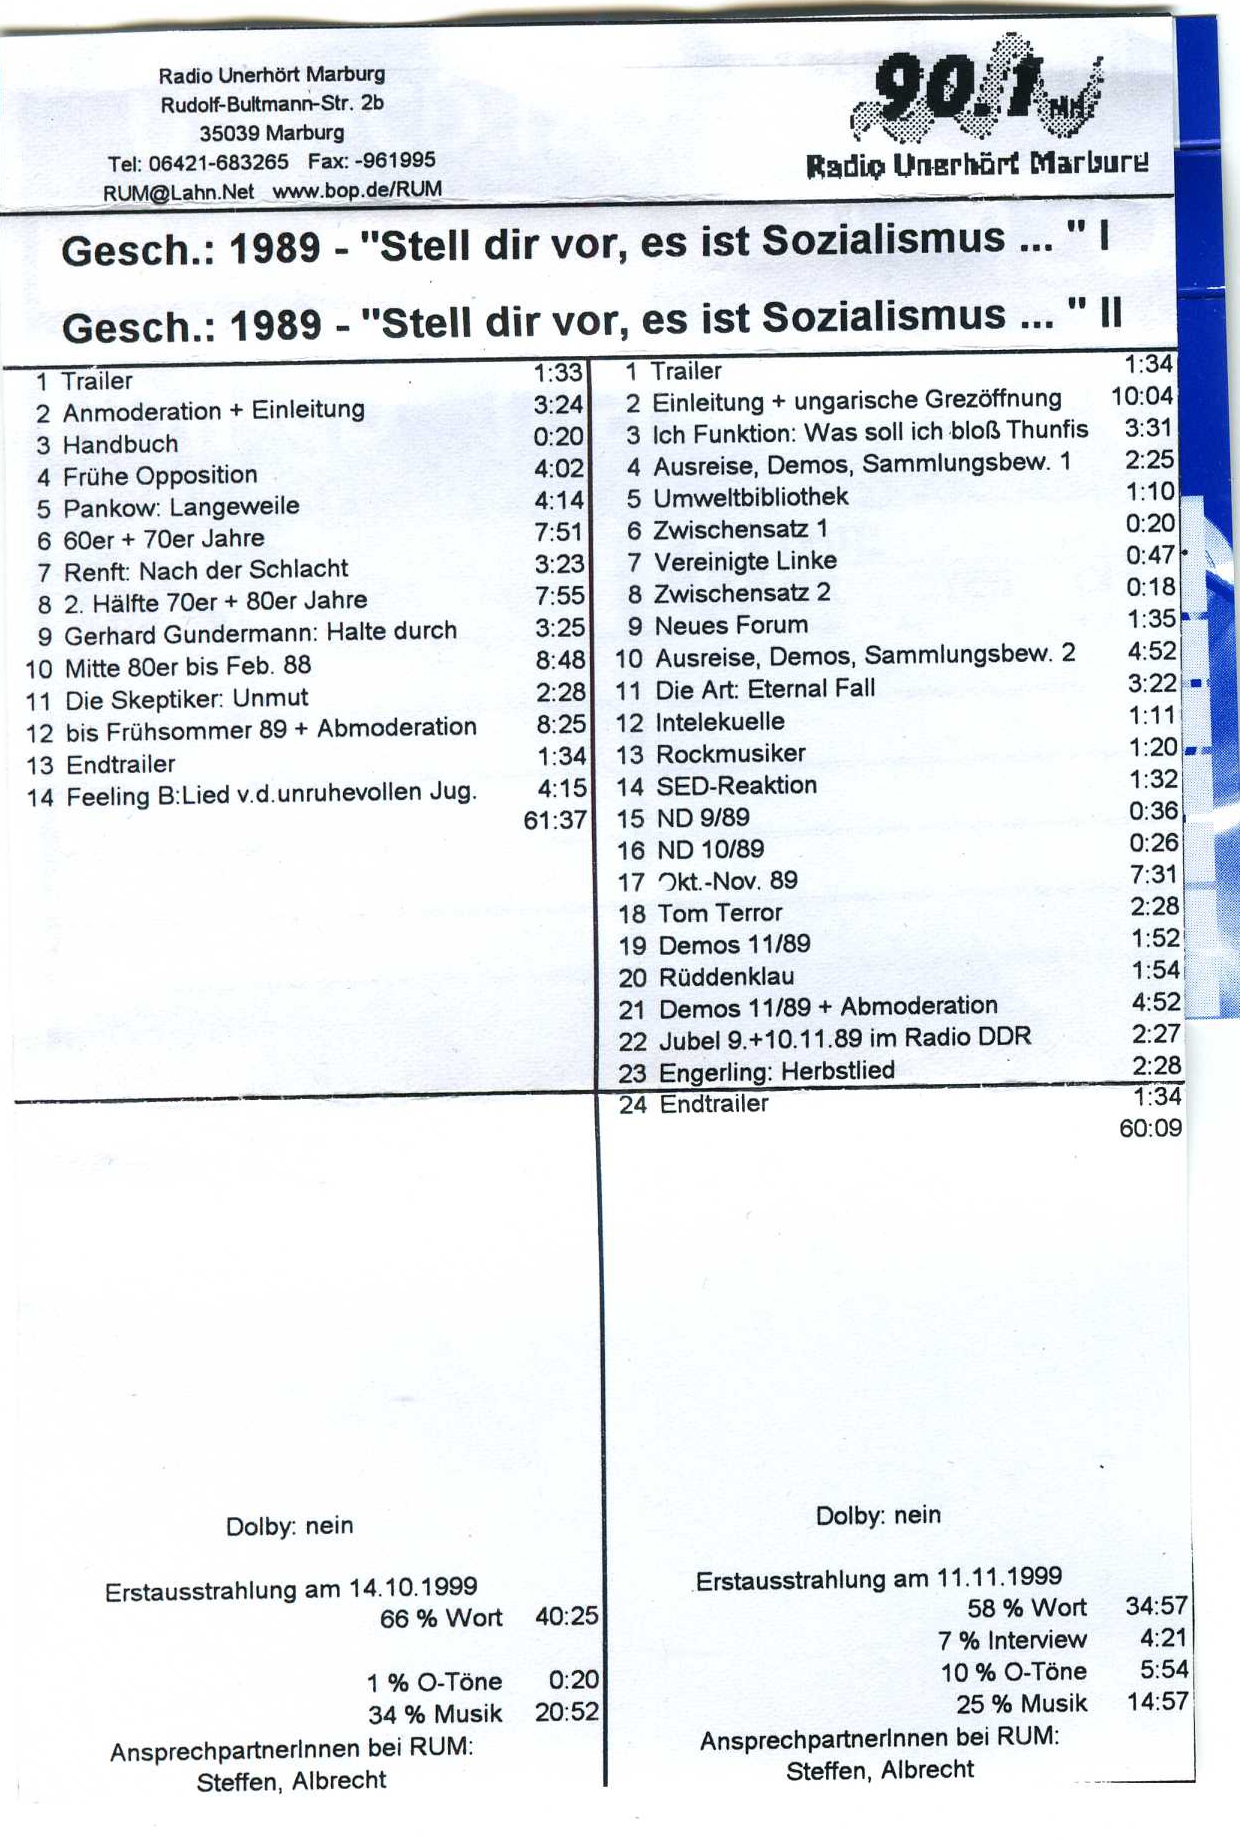 Radio Unerhört Marburg
Rudolf-Bultmann-Str. 2b
35039 Marburg
Tel: 06421-683265 Fax: -961995
RUM@Lahn.Net www.bop.de/RUM
90.1 MHz
Radio Unerhört Marburg
Gesch.: 1989 - "Stell dir vor, es ist Sozialismus ... " I
Gesch.: 1989 - "Stell dir vor, es ist Sozialismus ... " II
1 Trailer 1:33
2 Anmoderation + Einleitung 3:24
3 Handbuch 0:20
4 Frühe Opposition 4:02
5 Pankow: Langeweile 4:14
6 60er + 70er Jahre 7:51
7 Renft: Nach der Schlacht 3:23
8 2. Hälfte 70er + 80er Jahre 7:55
9 Gerhard Gundermann: Halte durch 3:25
10 Mitte 80er bis Feb. 88 8:48
11 Die Skeptiker: Unmut 2:28
12 bis Frühsommer 89 + Abmoderation 8:25
13 Endtrailer 1:34
14 Feeling B:Lied v.d.unruhevollen Jug. 4:15
61:37
1 Trailer 1:34
2 Einleitung + ungarische Grezöffnung 10:04
3 Ich Funktion: Was soll ich bloß Thunfis 3:31
4 Ausreise, Demos, Sammlungsbew. 1 2:25
5 Umweltbibliothek 1:10
6 Zwischensatz 1 0:20
7 Vereinigte Linke 0:47
8 Zwischensatz 2 0:18
9 Neues Forum 1:35
10 Ausreise, Demos, Sammlungsbew. 2 4:52
11 Die Art: Eternal Fall 3:22
12 Intelekuelle 1:11
13 Rockmusiker 1:20
14 SED-Reaktion 1:32
15 ND 9/89 0:36
16 ND 10/89 0:26
17 Okt.-Nov. 89 7:31
18 Tom Terror 2:28
19 Demos 11/89 1:52
20 Rüddenklau 1:54
21 Demos 11/89 + Abmoderation 4:52
22 Jubel 9.+10.11.89 im Radio DDR 2:27
23 Engerling: Herbstlied 2:28
24 Endtrailer 1:34
60:09
Dolby: nein
Erstausstrahlung am 14.10.1999
66 % Wort 40:25
1 % O-Töne 0:20
34 % Musik 20:52
AnsprechpartnerInnen bei RUM:
Steffen, Albrecht
Dolby: nein
Erstausstrahlung am 11.11.1999
58 % Wort 34:57
7 % Interview 4:21
10 % O-Töne 5:54
25 % Musik 14:57
AnsprechpartnerInnen bei RUM:
Steffen, Albrecht